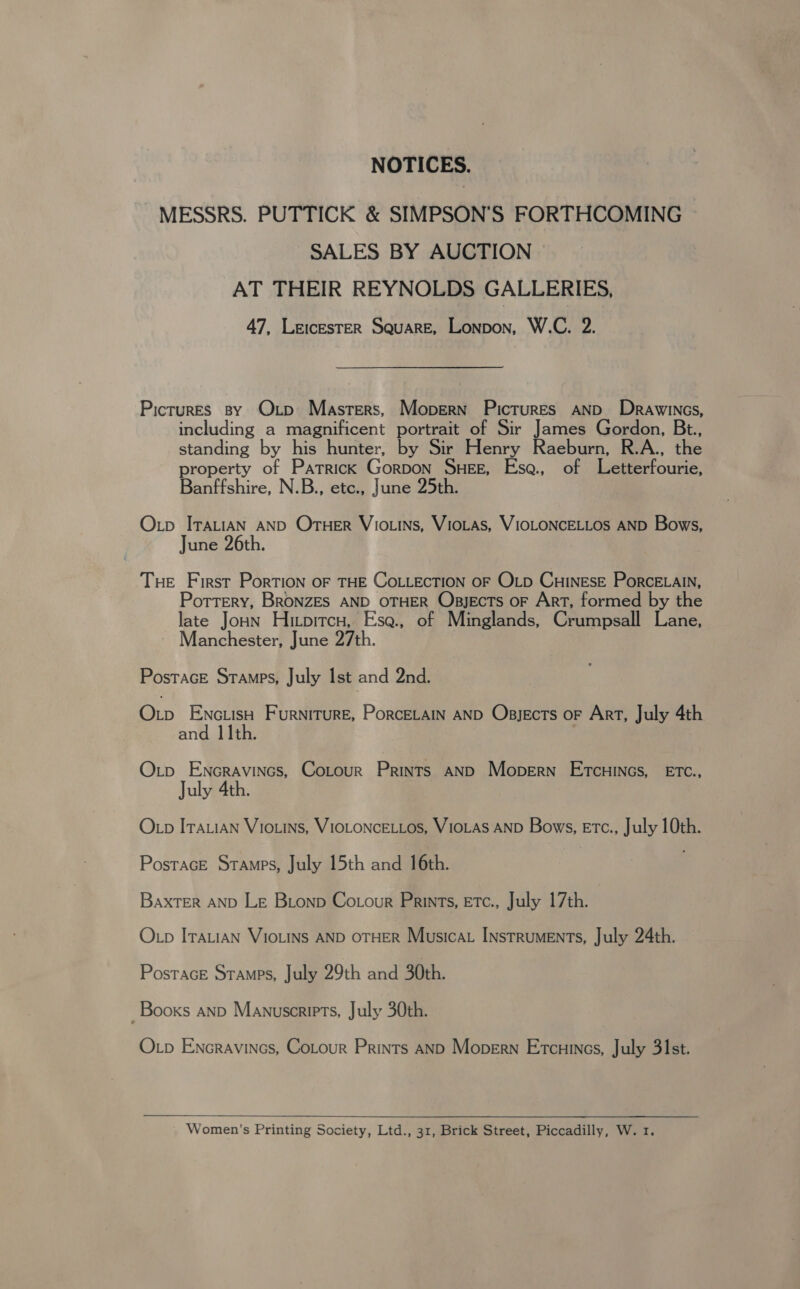 NOTICES.
MESSRS. PUTTICK & SIMPSON'S FORTHCOMING
SALES BY AUCTION
AT THEIR REYNOLDS GALLERIES,
47, LEICESTER SQUARE, LONDON, W.C. 2.
PICTURES BY OLD MASTERS, MODERN PICTURES AND DRAWINGS,
including a magnificent portrait of Sir James Gordon, Bt.,
standing by his hunter, by Sir Henry Raeburn, R.A., the
property of PATRICK GORDON SHEE, ESQ., of Letterfourie,
Banffshire, N.B., etc., June 25th.
OLD ITALIAN AND OTHER VIOLINS, VIOLAS, VIOLONCELLOS AND BOWS,
June 26th.
THE FIRST PORTION OF THE COLLECTION OF OLD CHINESE PORCELAIN,
POTTERY, BRONZES AND OTHER OBJECTS OF ART, formed by the
late JOHN HILDITCH, ESQ., of Minglands, Crumpsall Lane,
Manchester, June 27th.
POSTAGE STAMPS, July 1st and 2nd.
OLD ENGLISH FURNITURE, PORCELAIN AND OBJECTS OF ART, July 4th
and 11th.
OLD ENGRAVINGS, COLOUR PRINTS AND MODERN ETCHINGS, ETC.,
July 4th.
OLD ITALIAN VIOLINS, VIOLONCELLOS, VIOLAS AND BOWS, ETC., July 10th.
POSTAGE STAMPS, July 15th and 16th.
BAXTER AND LE BLOND COLOUR PRINTS, ETC., July 17th.
OLD ITALIAN VIOLINS AND OTHER MUSICAL INSTRUMENTS, July 24th.
POSTAGE STAMPS, July 29th and 30th.
BOOKS AND MANUSCRIPTS, July 30th.
OLD ENGRAVINGS, COLOUR PRINTS AND MODERN ETCHINGS, July 31st.
Women's Printing Society, Ltd., 31, Brick Street, Piccadilly, W. 1.